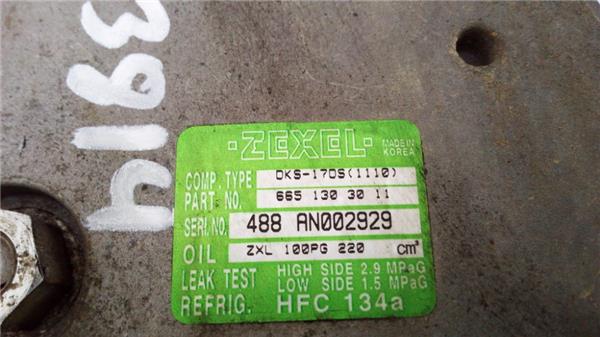 3914
·ZEXEL·
MADE IN
KOREA
COMP. TYPE DKS-17DS(1110)
PART. NO. 665 130 30 11
SERI. NO. 488 AN002929
OIL ZXL 100PG 220 cm³
LEAK TEST HIGH SIDE 2.9 MPaG
LOW SIDE 1.5 MPaG
REFRIG. HFC 134a